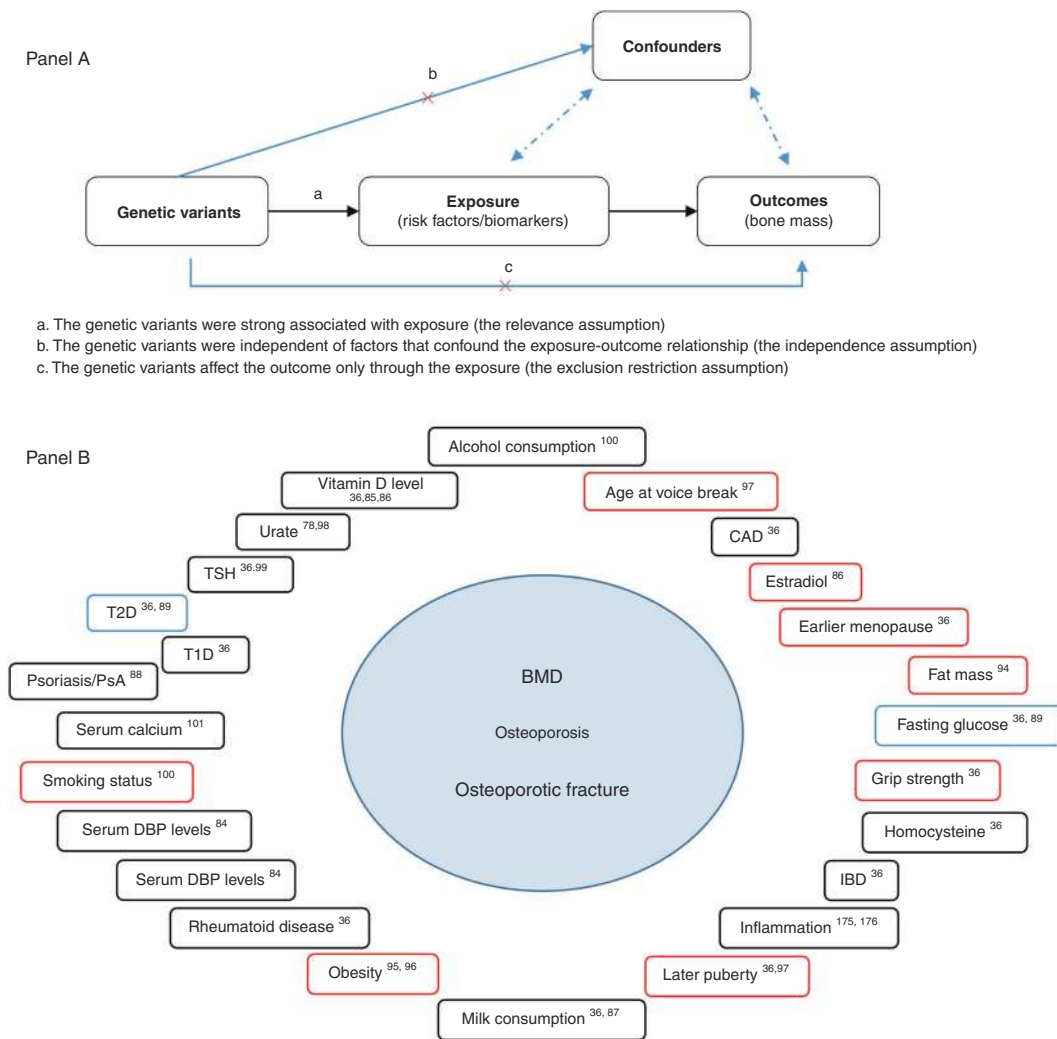 Panel A
Confounders
b
a
Genetic variants
Exposure
(risk factors/biomarkers)
Outcomes
(bone mass)
c
a. The genetic variants were strong associated with exposure (the relevance assumption)
b. The genetic variants were independent of factors that confound the exposure-outcome relationship (the independence assumption)
c. The genetic variants affect the outcome only through the exposure (the exclusion restriction assumption)
Panel B
Alcohol consumption 100
Vitamin D level
36,85,86
Age at voice break 97
Urate 78,98
CAD 36
TSH 36.99
Estradiol 86
T2D 36, 89
Earlier menopause 36
T1D 36
Psoriasis/PsA 88
BMD
Fat mass 94
Serum calcium 101
Osteoporosis
Fasting glucose 36, 89
Smoking status 100
Osteoporotic fracture
Grip strength 36
Serum DBP levels 84
Homocysteine 36
Serum DBP levels 84
IBD 36
Rheumatoid disease 36
Inflammation 175, 176
Obesity 95, 96
Later puberty 36,97
Milk consumption 36, 87